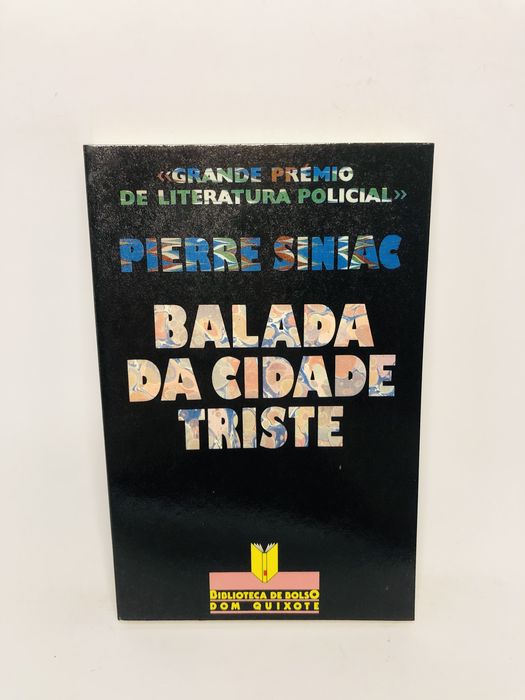 «GRANDE PRÉMIO
DE LITERATURA POLICIAL»
PIERRE SINIAC
BALADA
DA CIDADE
TRISTE
BIBLIOTECA DE BOLSO
DOM QUIXOTE